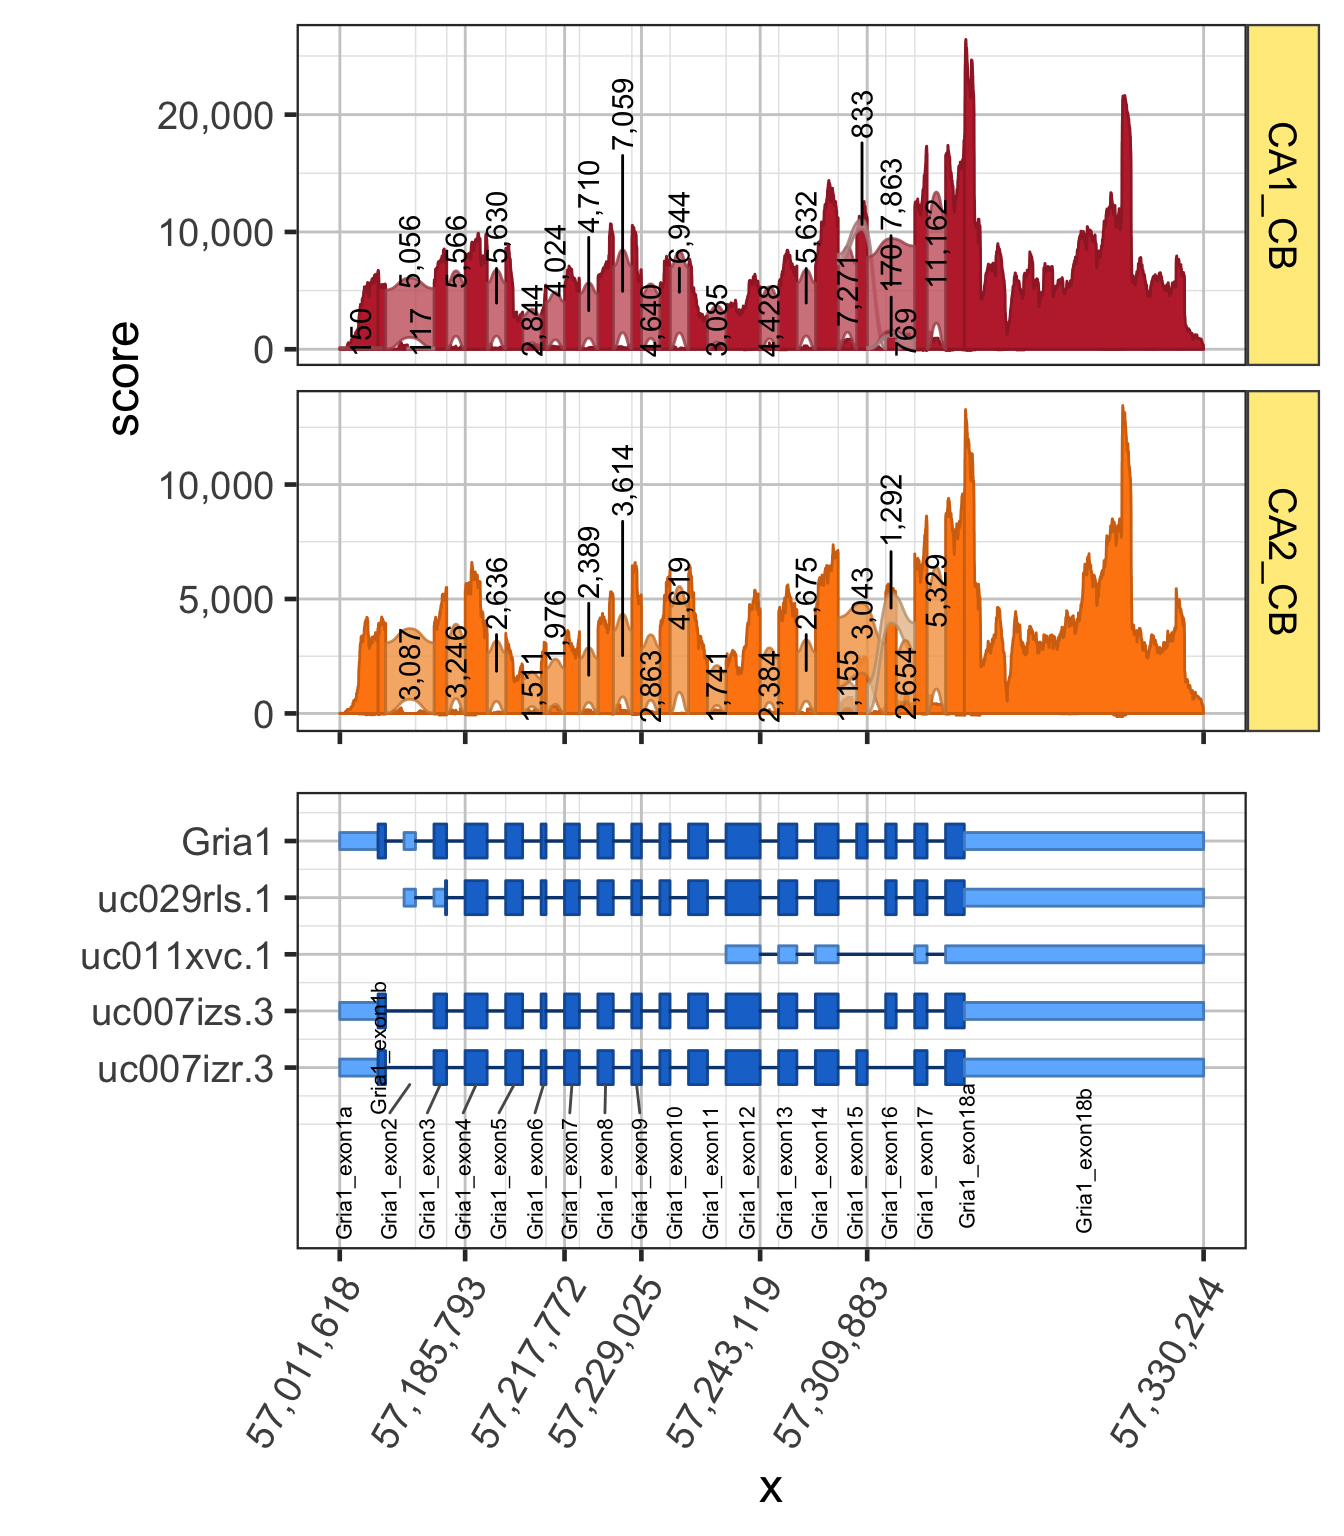 score
20,000
10,000
0
150
5,056
117
5,566
5,630
2,844
4,024
4,710
7,059
4,640
6,944
3,085
4,428
5,632
7,271
833
170
7,863
769
11,162
CA1_CB
10,000
5,000
0
3,087
3,246
2,636
1,511
1,976
2,389
3,614
2,863
4,619
1,741
2,384
2,675
1,155
3,043
1,292
2,654
5,329
CA2_CB
Gria1
uc029rls.1
uc011xvc.1
uc007izs.3
uc007izr.3
Gria1_exon1a
Gria1_exon1b
Gria1_exon2
Gria1_exon3
Gria1_exon4
Gria1_exon5
Gria1_exon6
Gria1_exon7
Gria1_exon8
Gria1_exon9
Gria1_exon10
Gria1_exon11
Gria1_exon12
Gria1_exon13
Gria1_exon14
Gria1_exon15
Gria1_exon16
Gria1_exon17
Gria1_exon18a
Gria1_exon18b
57,011,618
57,185,793
57,217,772
57,229,025
57,243,119
57,309,883
57,330,244
x